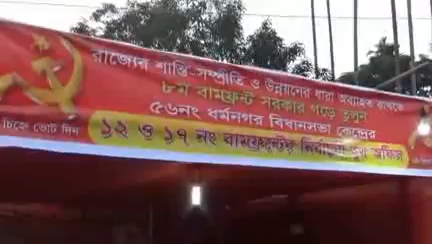 রাজ্যের শান্তি-সম্প্রীতি ও উন্নয়নের ধারা অব্যাহত রাখতে
৮ম বামফ্রন্ট সরকার গড়ে তুলুন
৫৬নং ধর্মনগর বিধানসভা কেন্দ্রের
চিহ্নে ভোট দিন
১২ ও ১৭ নং বামফ্রন্টের নির্বাচনী বুথ অফিস